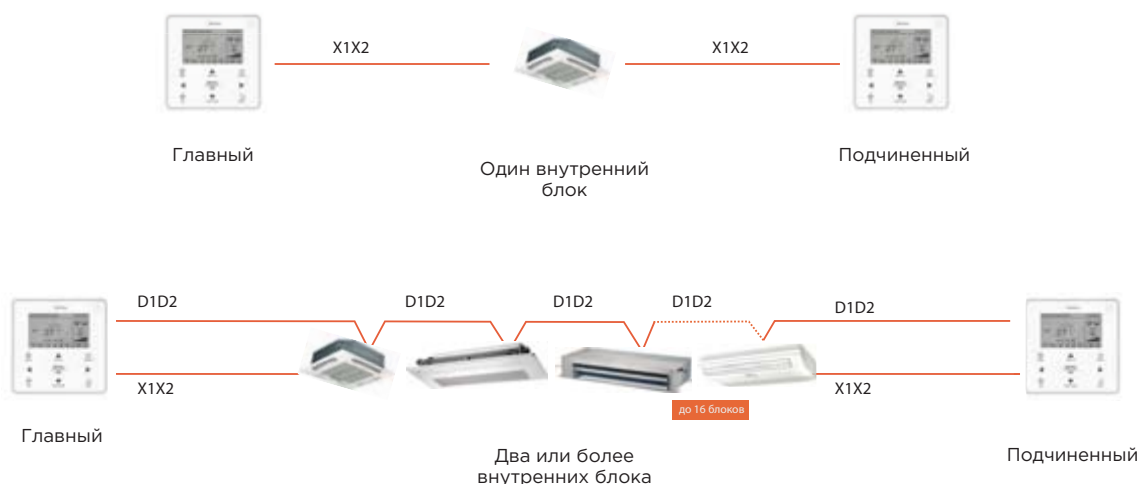 X1X2
X1X2
Главный
Один внутренний
блок
Подчиненный
D1D2
D1D2
D1D2
D1D2
D1D2
X1X2
X1X2
до 16 блоков
Главный
Два или более
внутренних блока
Подчиненный